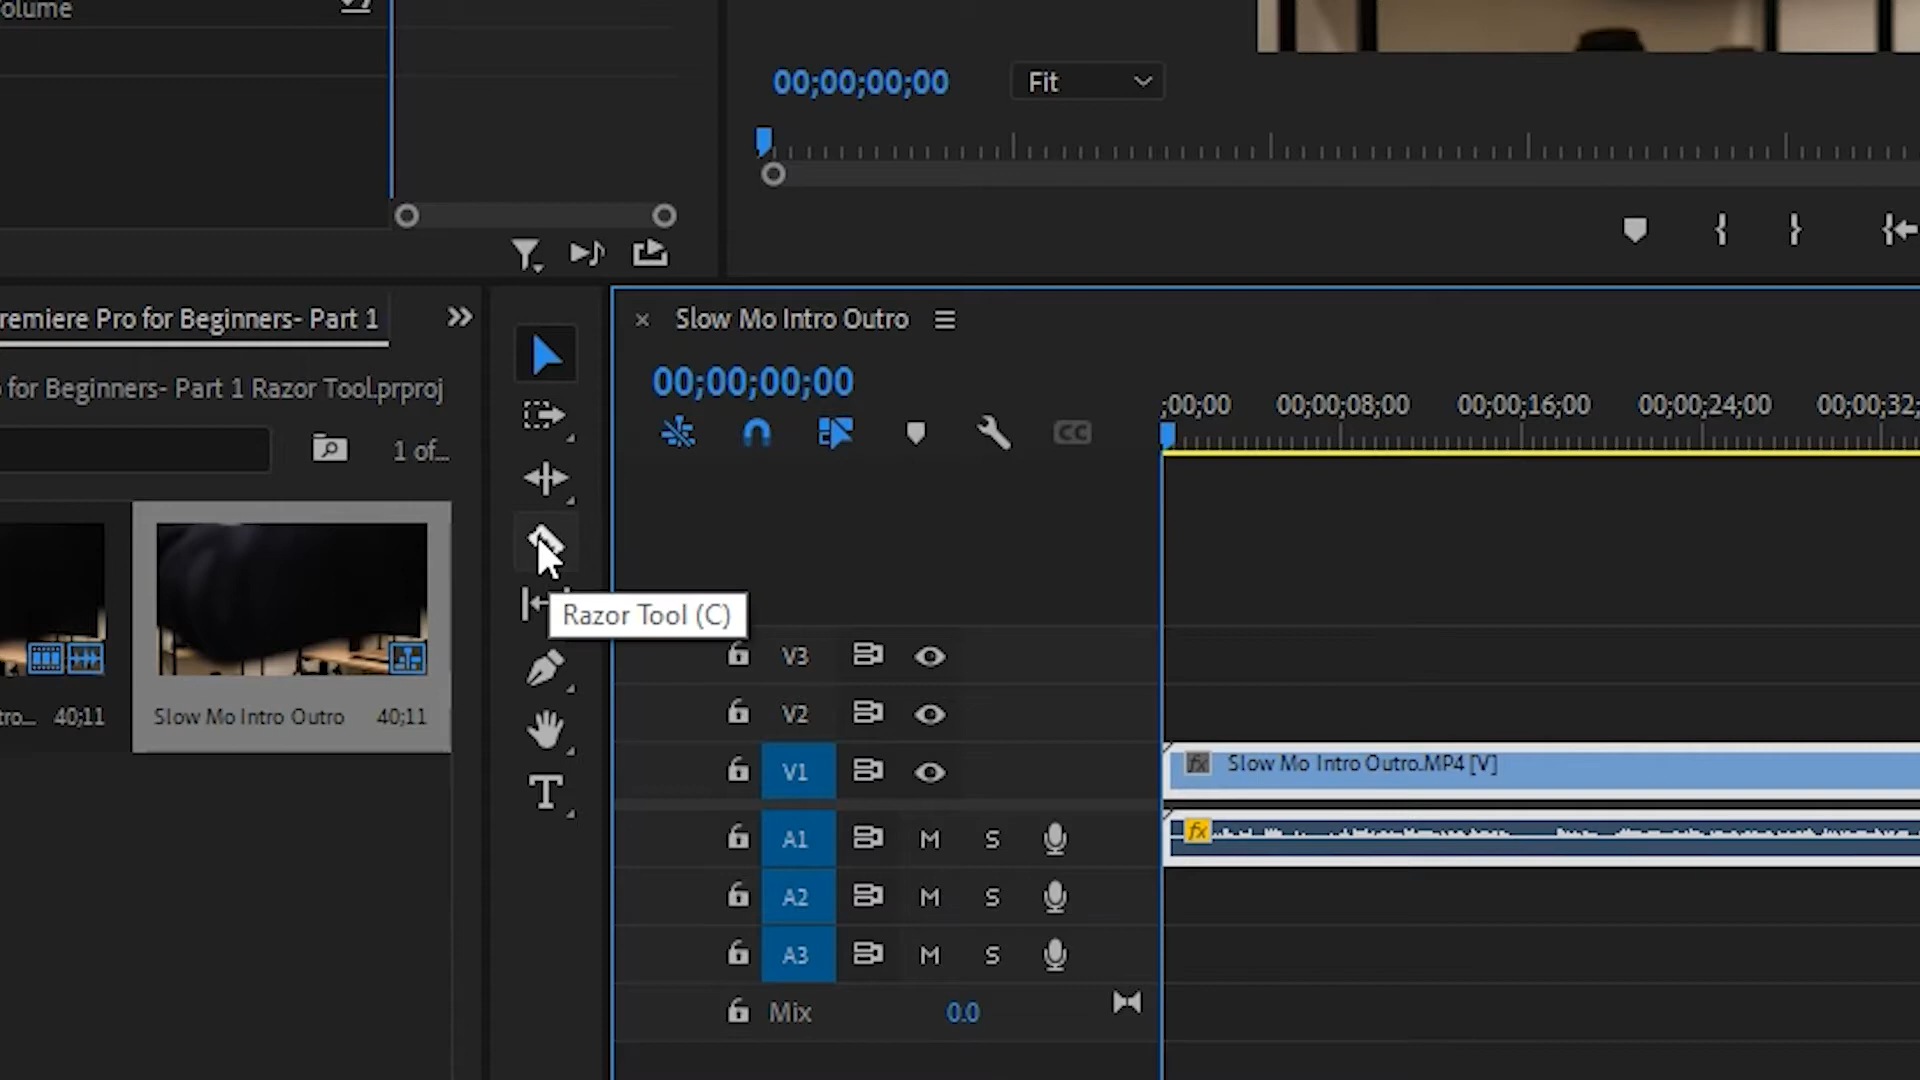 olume
00;00;00;00
Fit
remiere Pro for Beginners- Part 1
Slow Mo Intro Outro
for Beginners- Part 1 Razor Tool.prproj
00;00;00;00
;00;00
00;00;08;00
00;00;16;00
00;00;24;00
00;00;32;
CC
1 of...
Razor Tool (C)
V3
V2
tro... 40;11
Slow Mo Intro Outro 40;11
V1
fx Slow Mo Intro Outro.MP4 [V]
T
A1 M S
fx
A2 M S
A3 M S
Mix 0.0